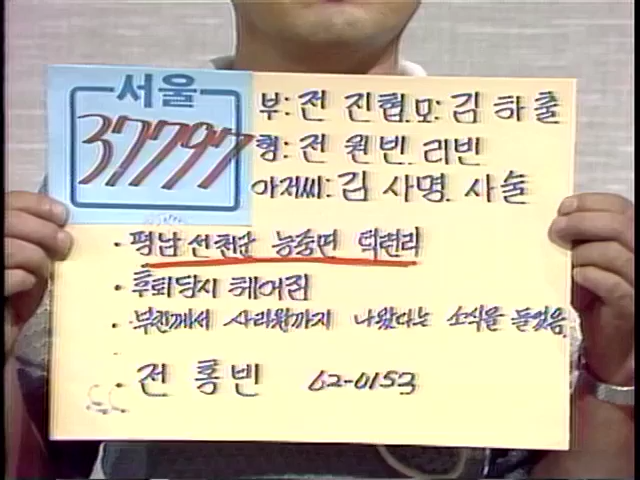 서울
37797
부: 전 진협, 모: 김 하출
형: 전 원빈, 리빈
아저씨: 김 사명, 사술
· 평남 선천군 능중면 덕련리
· 후퇴당시 헤어짐
· 부친께서 사리원까지 나왔다는 소식을 들었음.
· 전 홍빈 62-0153